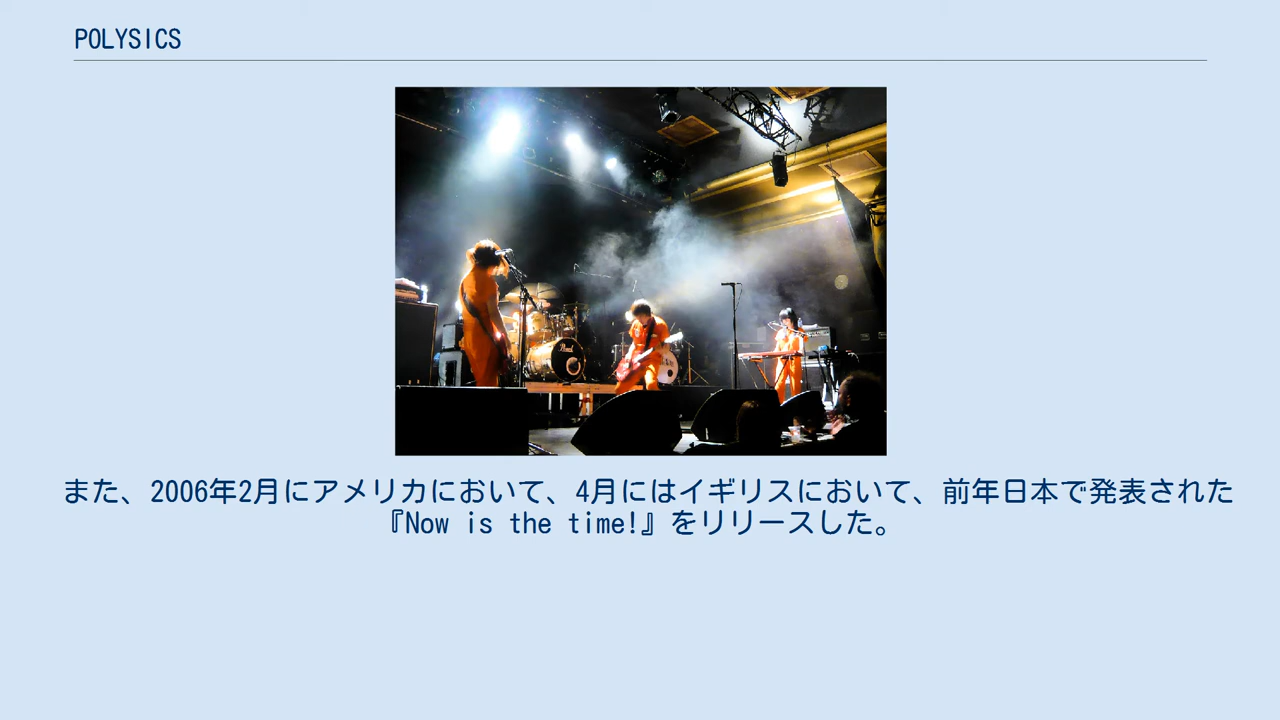 POLYSICS
また、2006年2月にアメリカにおいて、4月にはイギリスにおいて、前年日本で発表された
『Now is the time!』をリリースした。